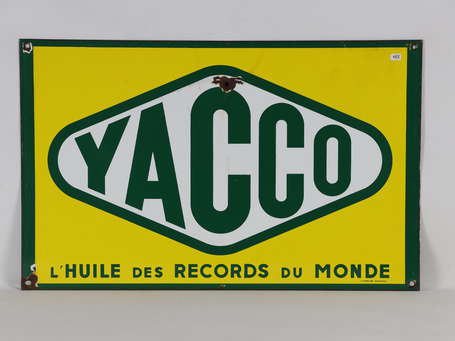 YACCO
L'HUILE DES RECORDS DU MONDE